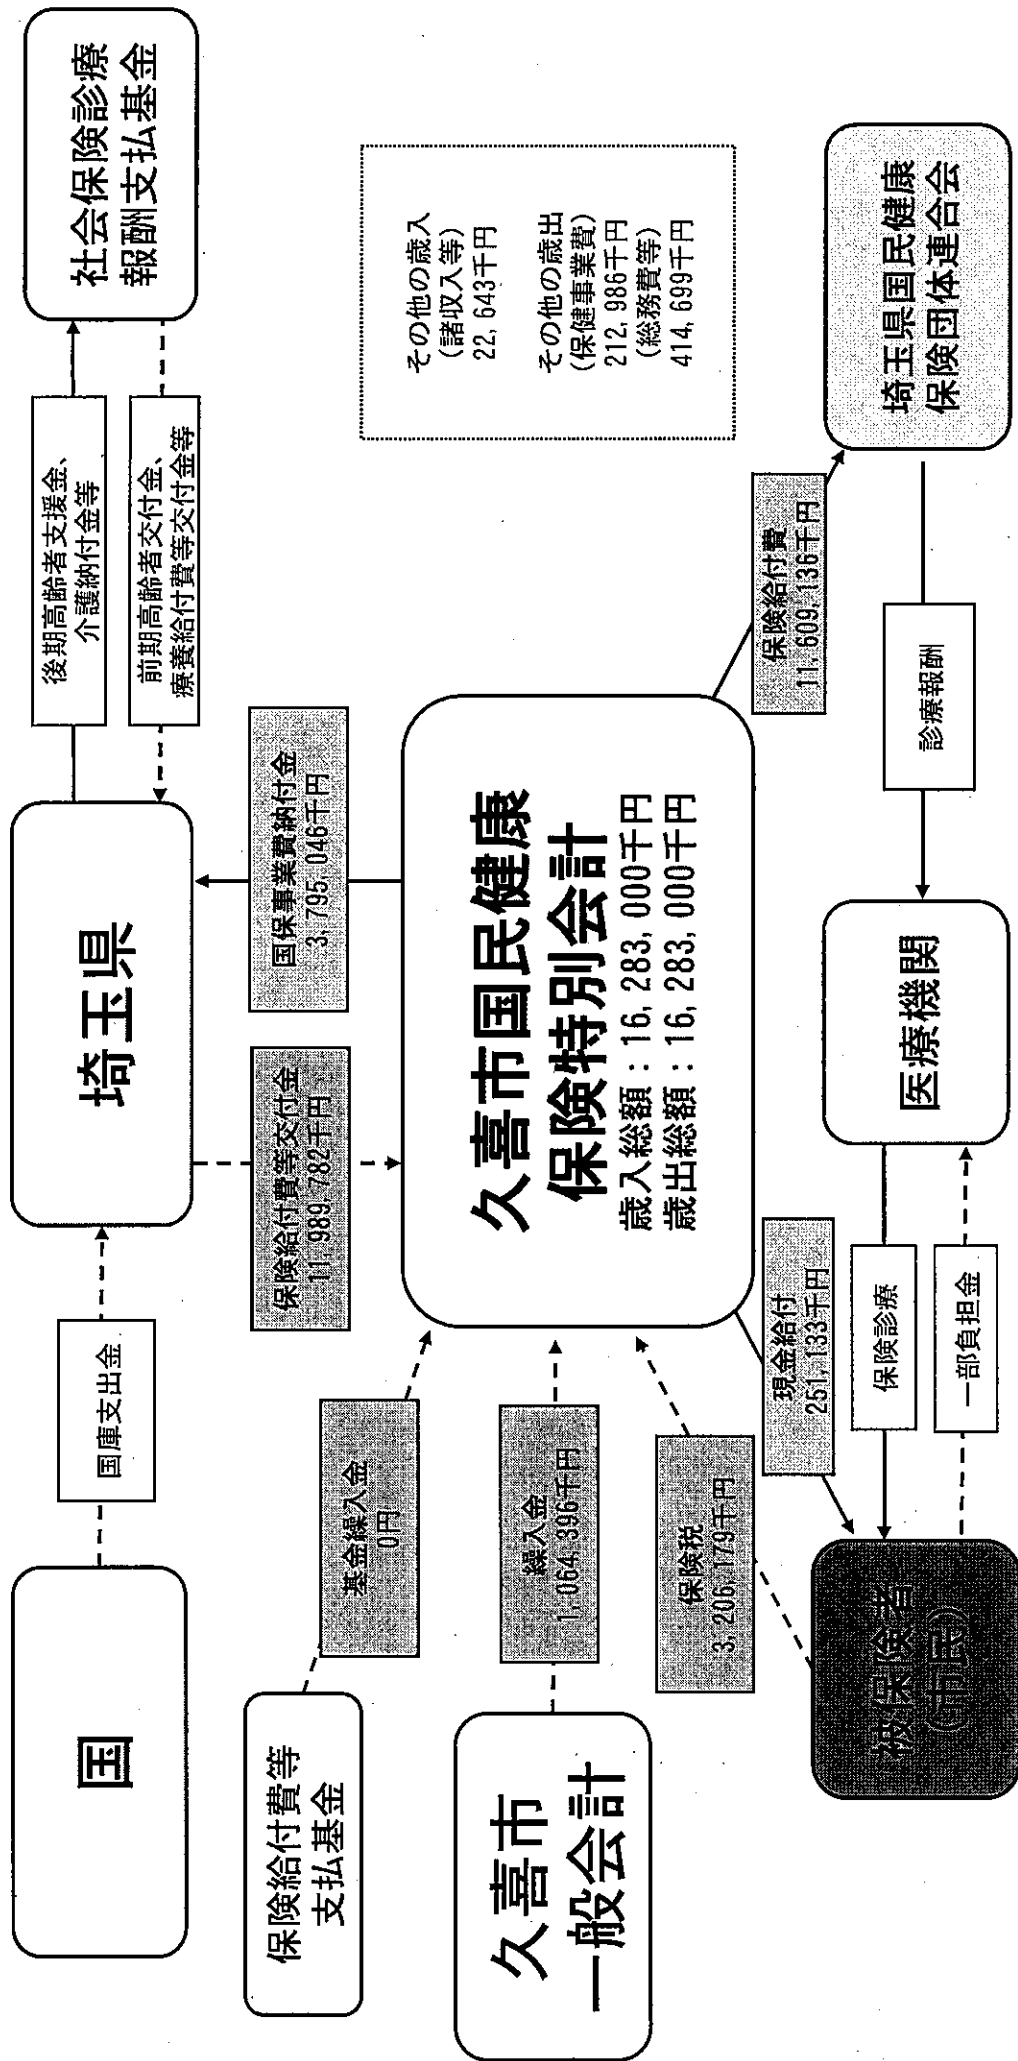 国
国庫支出金
埼玉県
後期高齢者支援金、
介護納付金等
前期高齢者交付金、
療養給付費等交付金等
社会保険診療
報酬支払基金
保険給付費等
支払基金
基金繰入金
0円
保険給付費等交付金
11,989,782千円
国保事業費納付金
3,795,046千円
久喜市
一般会計
繰入金
1,064,396千円
久喜市国民健康
保険特別会計
歳入総額：16,283,000千円
歳出総額：16,283,000千円
その他の歳入
(諸収入等)
22,643千円
その他の歳出
(保健事業費)
212,986千円
(総務費等)
414,699千円
保険税
3,206,179千円
現金給付
251,133千円
保険給付費
11,609,136千円
被保険者
(市民)
保険診療
一部負担金
医療機関
診療報酬
埼玉県国民健康
保険団体連合会